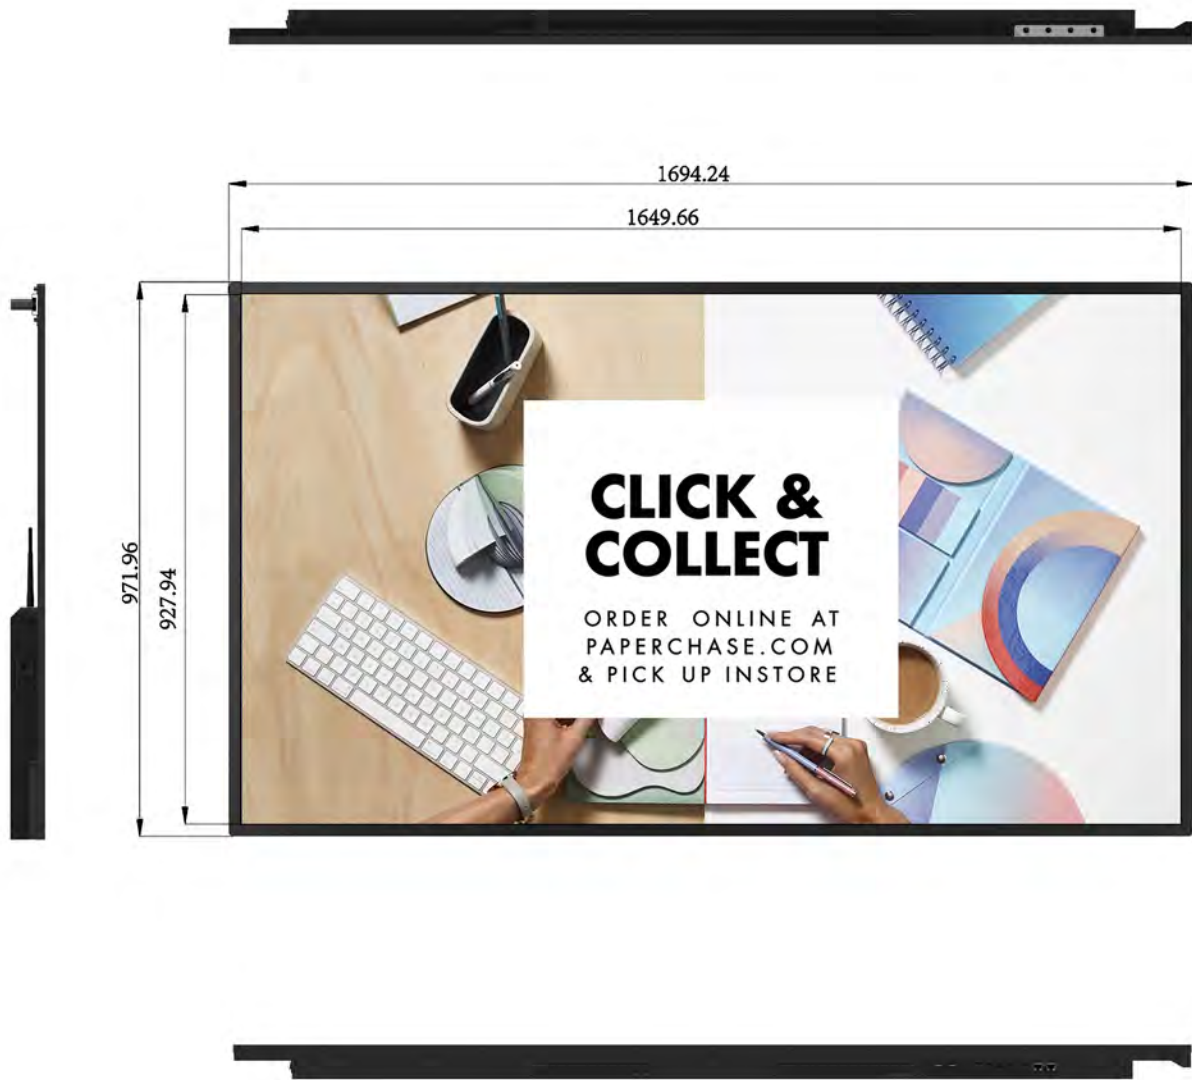 1694.24
1649.66
971.96
927.94
CLICK &
COLLECT
ORDER ONLINE AT
PAPERCHASE.COM
& PICK UP INSTORE